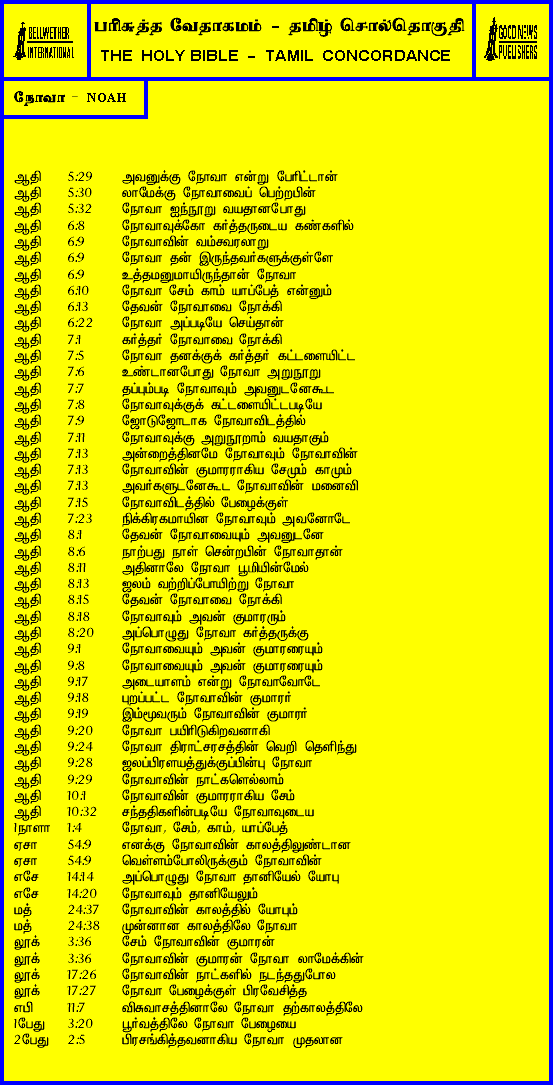 BELLWETHER INTERNATIONAL
பரிசுத்த வேதாகமம் - தமிழ் சொல்தொகுதி
THE HOLY BIBLE - TAMIL CONCORDANCE
GOOD NEWS PUBLISHERS
நோவா - NOAH
ஆதி 5:29 அவனுக்கு நோவா என்று பேரிட்டான்
ஆதி 5:30 லாமேக்கு நோவாவைப் பெற்றபின்
ஆதி 5:32 நோவா ஐந்நூறு வயதானபோது
ஆதி 6:8 நோவாவுக்கோ கர்த்தருடைய கண்களில்
ஆதி 6:9 நோவாவின் வம்சவரலாறு
ஆதி 6:9 நோவா தன் இருந்தவர்களுக்குள்ளே
ஆதி 6:9 உத்தமனுமாயிருந்தான் நோவா
ஆதி 6:10 நோவா சேம் காம் யாப்பேத் என்னும்
ஆதி 6:13 தேவன் நோவாவை நோக்கி
ஆதி 6:22 நோவா அப்படியே செய்தான்
ஆதி 7:1 கர்த்தர் நோவாவை நோக்கி
ஆதி 7:5 நோவா தனக்குக் கர்த்தர் கட்டளையிட்ட
ஆதி 7:6 உண்டானபோது நோவா அறுநூறு
ஆதி 7:7 தப்பும்படி நோவாவும் அவனுடனேகூட
ஆதி 7:8 நோவாவுக்குக் கட்டளையிட்டபடியே
ஆதி 7:9 ஜோடுஜோடாக நோவாவிடத்தில்
ஆதி 7:11 நோவாவுக்கு அறுநூறாம் வயதாகும்
ஆதி 7:13 அன்றைத்தினமே நோவாவும் நோவாவின்
ஆதி 7:13 நோவாவின் குமாரராகிய சேமும் காமும்
ஆதி 7:13 அவர்களுடனேகூட நோவாவின் மனைவி
ஆதி 7:15 நோவாவிடத்தில் பேழைக்குள்
ஆதி 7:23 நிக்கிரகமாயின நோவாவும் அவனோடே
ஆதி 8:1 தேவன் நோவாவையும் அவனுடனே
ஆதி 8:6 நாற்பது நாள் சென்றபின் நோவாதான்
ஆதி 8:11 அதினாலே நோவா பூமியின்மேல்
ஆதி 8:13 ஜலம் வற்றிப்போயிற்று நோவா
ஆதி 8:15 தேவன் நோவாவை நோக்கி
ஆதி 8:18 நோவாவும் அவன் குமாரரும்
ஆதி 8:20 அப்பொழுது நோவா கர்த்தருக்கு
ஆதி 9:1 நோவாவையும் அவன் குமாரரையும்
ஆதி 9:8 நோவாவையும் அவன் குமாரரையும்
ஆதி 9:17 அடையாளம் என்று நோவாவோடே
ஆதி 9:18 புறப்பட்ட நோவாவின் குமாரர்
ஆதி 9:19 இம்மூவரும் நோவாவின் குமாரர்
ஆதி 9:20 நோவா பயிரிடுகிறவனாகி
ஆதி 9:24 நோவா திராட்சரசத்தின் வெறி தெளிந்து
ஆதி 9:28 ஜலப்பிரளயத்துக்குப்பின்பு நோவா
ஆதி 9:29 நோவாவின் நாட்களெல்லாம்
ஆதி 10:1 நோவாவின் குமாரராகிய சேம்
ஆதி 10:32 சந்ததிகளின்படியே நோவாவுடைய
1நாளா 1:4 நோவா, சேம், காம், யாப்பேத்
ஏசா 54:9 எனக்கு நோவாவின் காலத்திலுண்டான
ஏசா 54:9 வெள்ளம்போலிருக்கும் நோவாவின்
எசே 14:14 அப்பொழுது நோவா தானியேல் யோபு
எசே 14:20 நோவாவும் தானியேலும்
மத் 24:37 நோவாவின் காலத்தில் யோபும்
மத் 24:38 முன்னான காலத்திலே நோவா
லூக் 3:36 சேம் நோவாவின் குமாரன்
லூக் 3:36 நோவாவின் குமாரன் நோவா லாமேக்கின்
லூக் 17:26 நோவாவின் நாட்களில் நடந்ததுபோல
லூக் 17:27 நோவா பேழைக்குள் பிரவேசித்த
எபி 11:7 விசுவாசத்தினாலே நோவா தற்காலத்திலே
1பேது 3:20 பூர்வத்திலே நோவா பேழையை
2பேது 2:5 பிரசங்கித்தவனாகிய நோவா முதலான